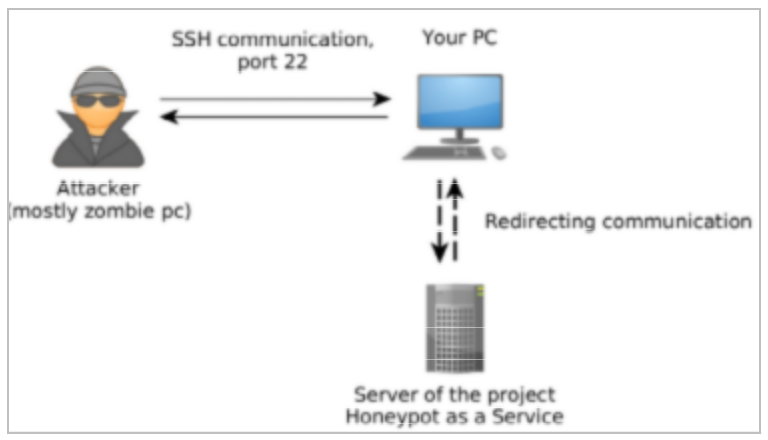 SSH communication,
port 22
Your PC
Attacker
(mostly zombie pc)
Redirecting communication
Server of the project
Honeypot as a Service